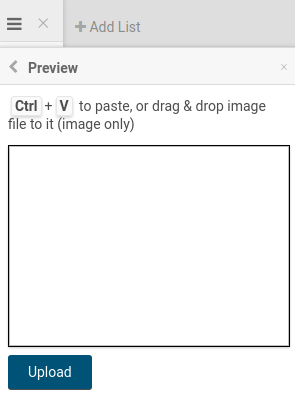 Add List
Preview
Ctrl + V to paste, or drag & drop image
file to it (image only)
Upload